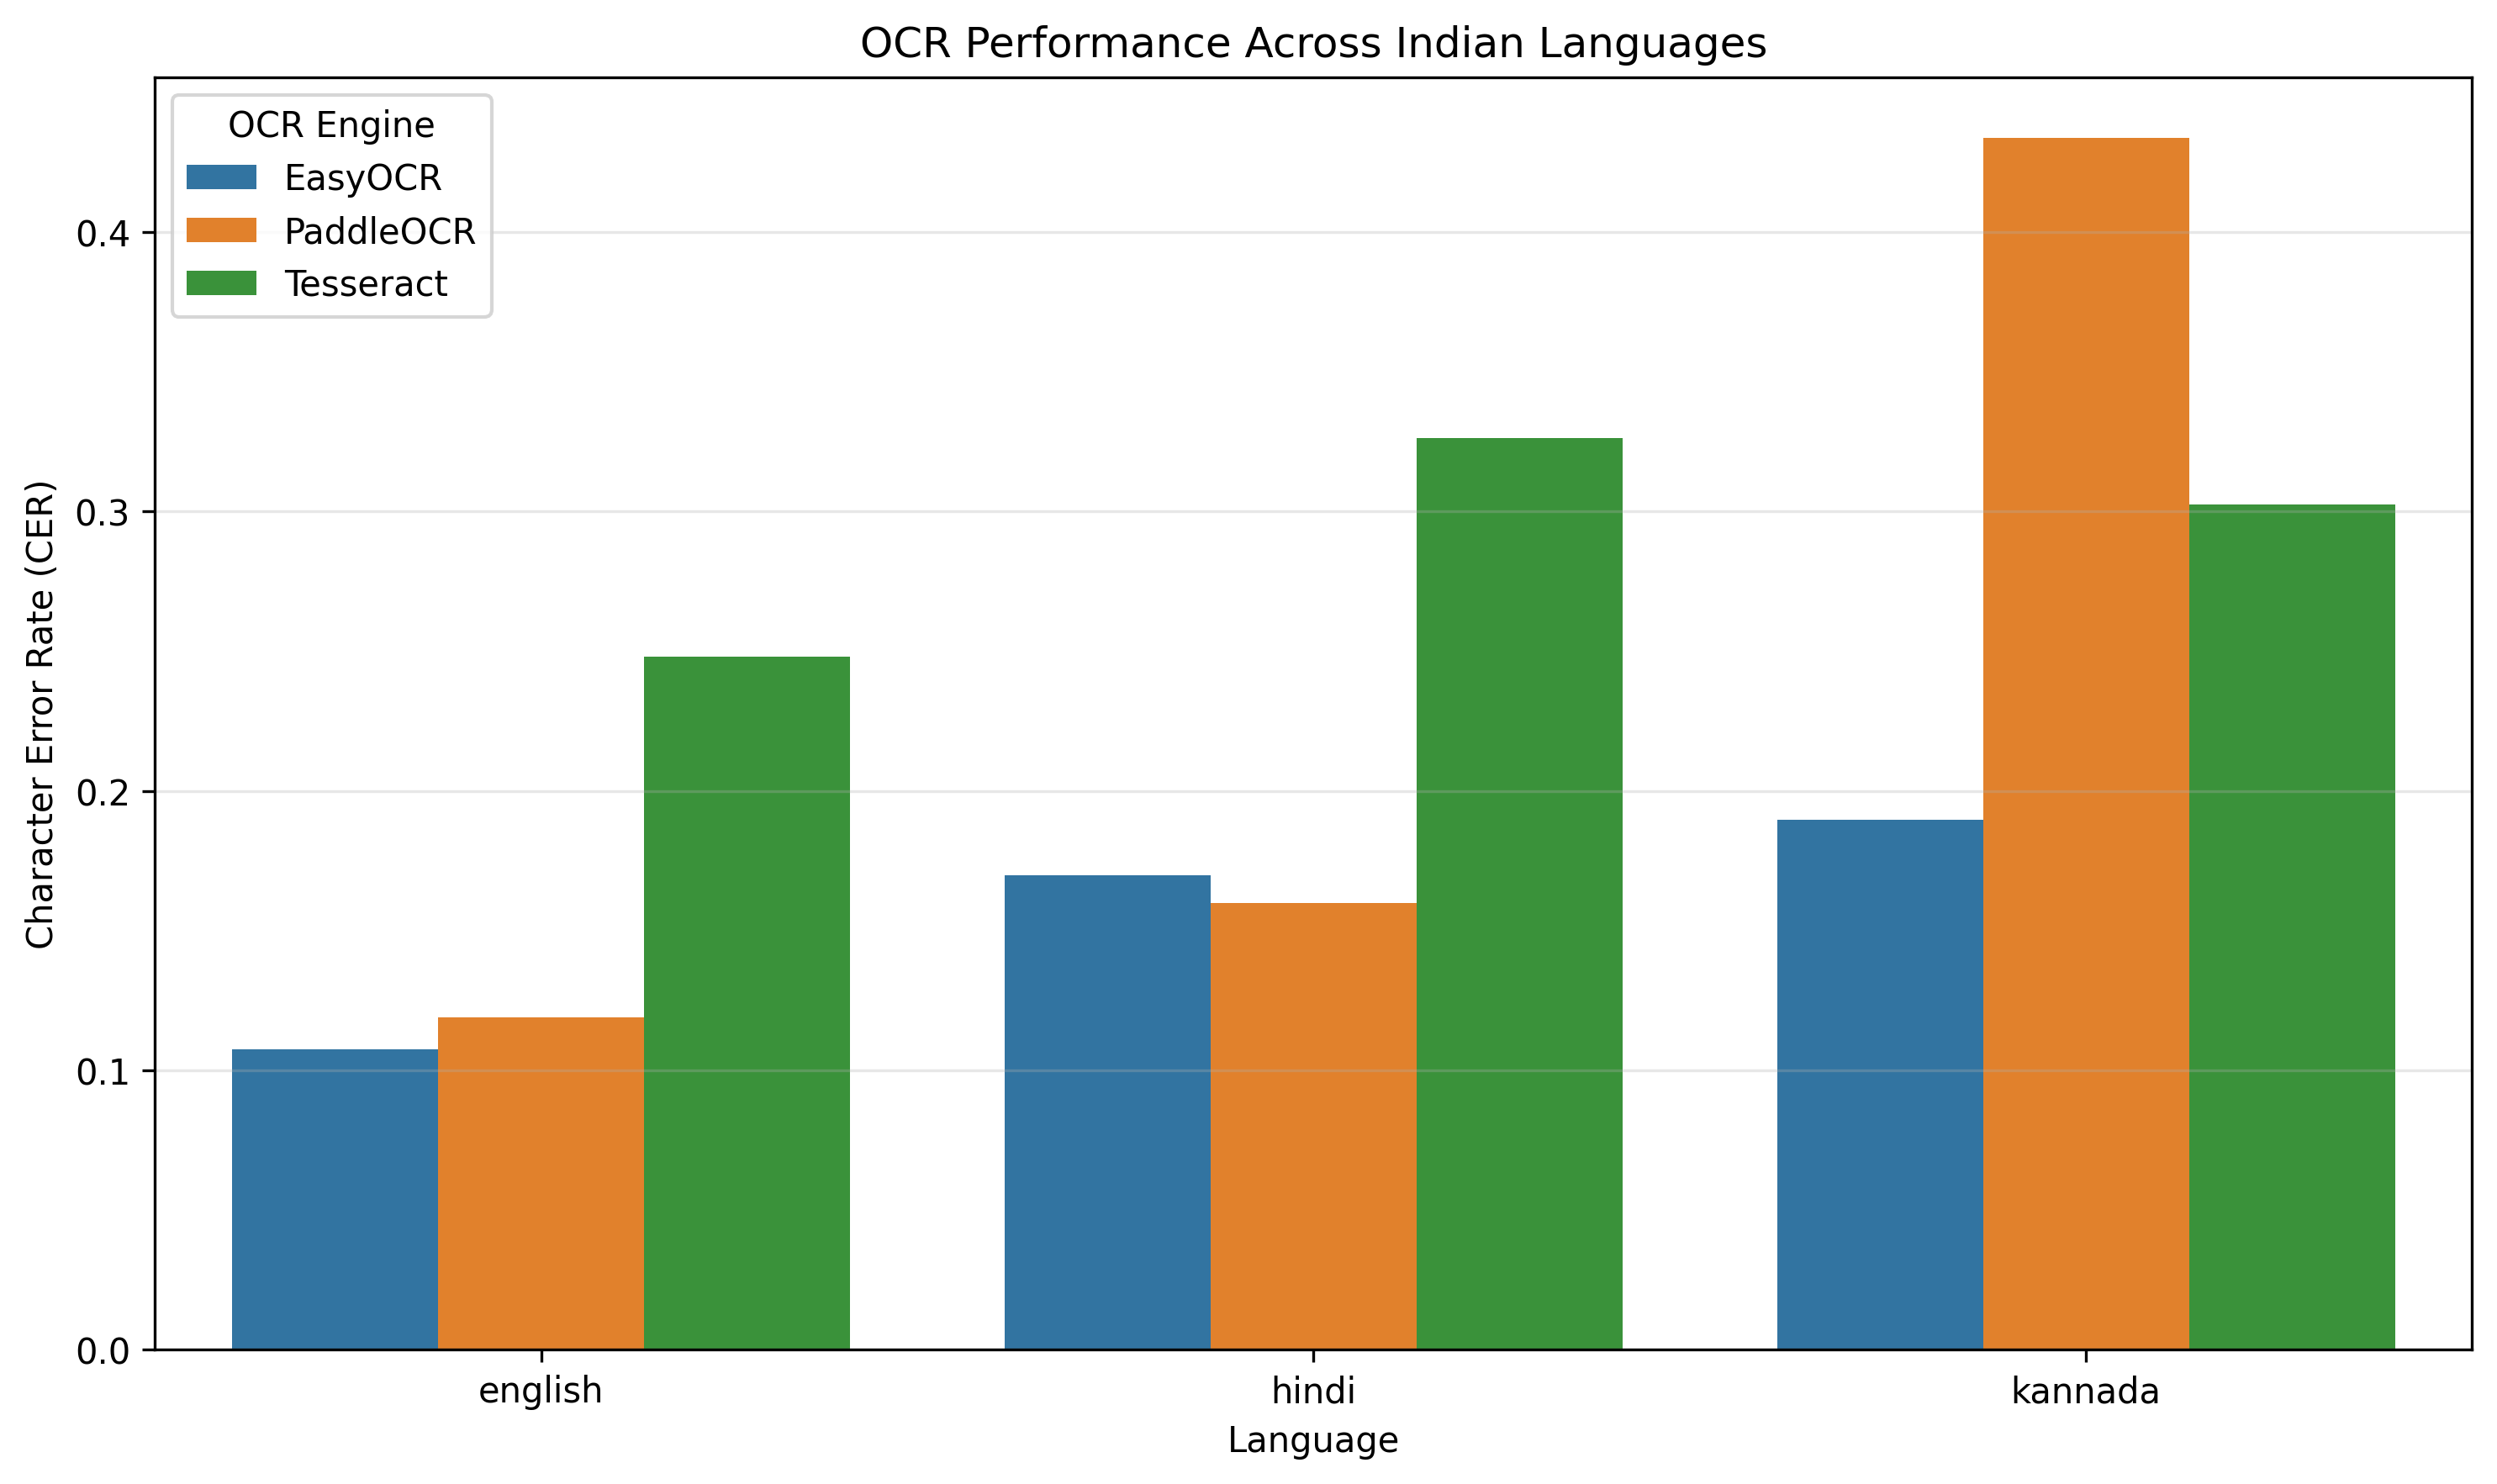 OCR Performance Across Indian Languages
OCR Engine
EasyOCR
PaddleOCR
Tesseract
Character Error Rate (CER)
0.4
0.3
0.2
0.1
0.0
english hindi kannada
Language